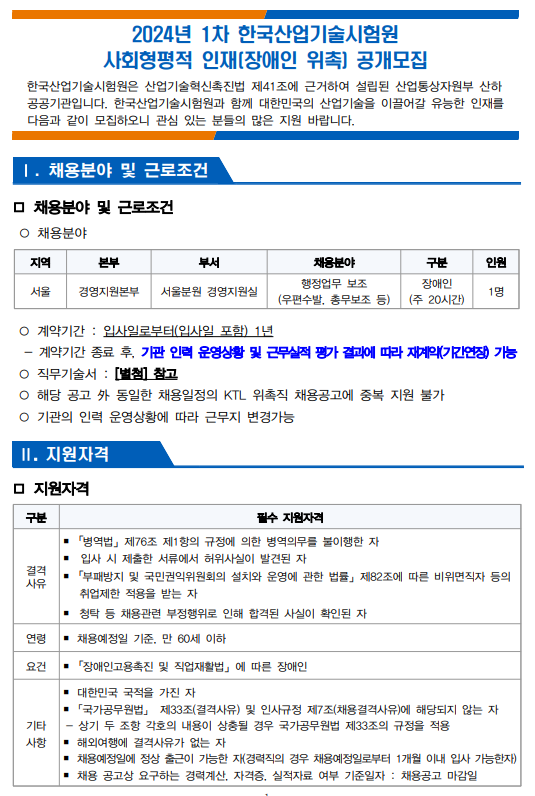 2024년 1차 한국산업기술시험원
사회형평적 인재(장애인 위촉) 공개모집
한국산업기술시험원은 산업기술혁신촉진법 제41조에 근거하여 설립된 산업통상자원부 산하
공공기관입니다. 한국산업기술시험원과 함께 대한민국의 산업기술을 이끌어갈 유능한 인재를
다음과 같이 모집하오니 관심 있는 분들의 많은 지원 바랍니다.
Ⅰ. 채용분야 및 근로조건
□ 채용분야 및 근로조건
○ 채용분야
지역 본부 부서 채용분야 구분 인원
서울 경영지원본부 서울분원 경영지원실 행정업무 보조 장애인 1명
(우편수발, 총무보조 등) (주 20시간)
○ 계약기간 : 입사일로부터(입사일 포함) 1년
- 계약기간 종료 후, 기관 인력 운영상황 및 근무실적 평가 결과에 따라 재계약(기간연장) 가능
○ 직무기술서 : [별첨] 참고
○ 해당 공고 外 동일한 채용일정의 KTL 위촉직 채용공고에 중복 지원 불가
○ 기관의 인력 운영상황에 따라 근무지 변경가능
Ⅱ. 지원자격
□ 지원자격
구분 필수 지원자격
결격
사유
▪ 「병역법」제76조 제1항의 규정에 의한 병역의무를 불이행한 자
▪ 입사 시 제출한 서류에서 허위사실이 발견된 자
▪ 「부패방지 및 국민권익위원회의 설치와 운영에 관한 법률」제82조에 따른 비위면직자 등의
취업제한 적용을 받는 자
▪ 청탁 등 채용관련 부정행위로 인해 합격된 사실이 확인된 자
연령 ▪ 채용예정일 기준, 만 60세 이하
요건 ▪ 「장애인고용촉진 및 직업재활법」에 따른 장애인
기타
사항
▪ 대한민국 국적을 가진 자
▪ 「국가공무원법」 제33조(결격사유) 및 인사규정 제7조(채용결격사유)에 해당되지 않는 자
- 상기 두 조항 각호의 내용이 상충될 경우 국가공무원법 제33조의 규정을 적용
▪ 해외여행에 결격사유가 없는 자
▪ 채용예정일에 정상 출근이 가능한 자(경력직의 경우 채용예정일로부터 1개월 이내 입사 가능한자)
▪ 채용 공고상 요구하는 경력계산, 자격증, 실적자료 여부 기준일자 : 채용공고 마감일